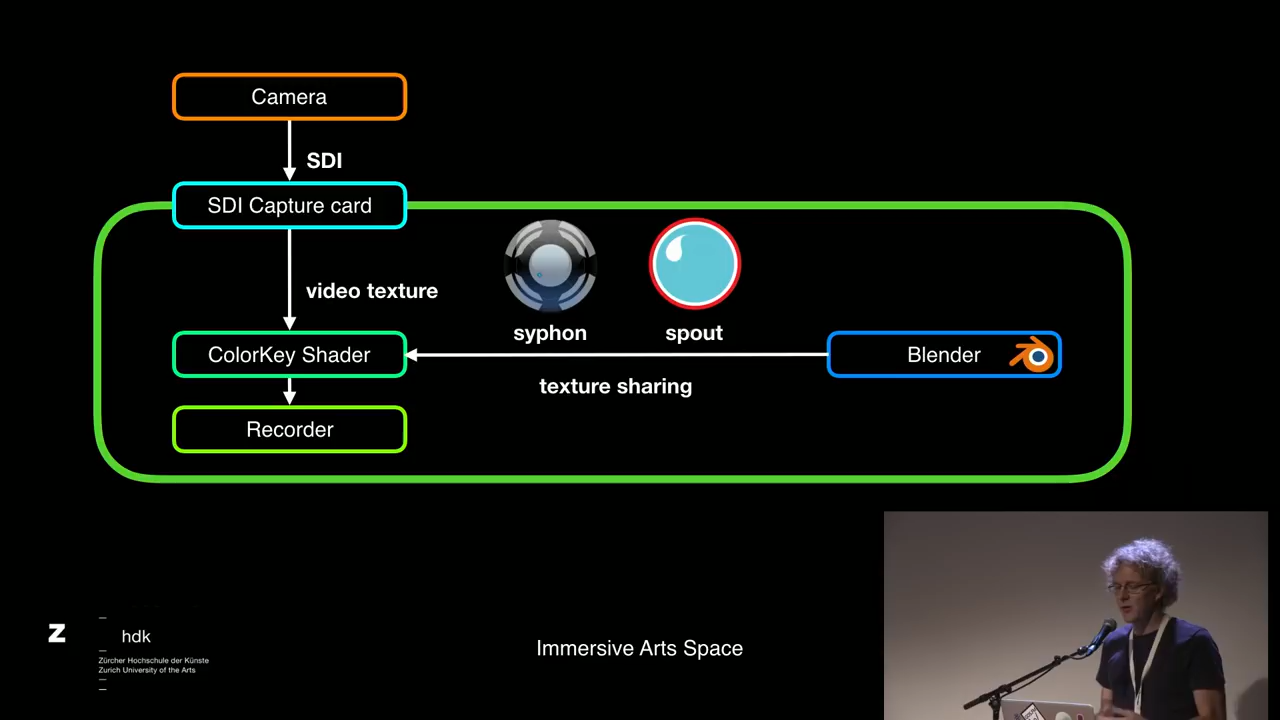 Camera
SDI
SDI Capture card
video texture
syphon
spout
ColorKey Shader
Blender
texture sharing
Recorder
Z
hdk
Zürcher Hochschule der Künste
Zurich University of the Arts
Immersive Arts Space